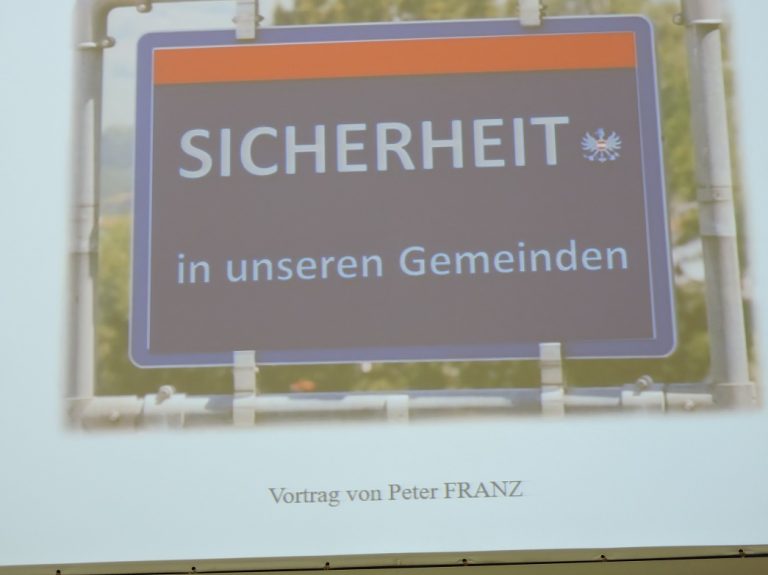 SICHERHEIT
in unseren Gemeinden
Vortrag von Peter FRANZ